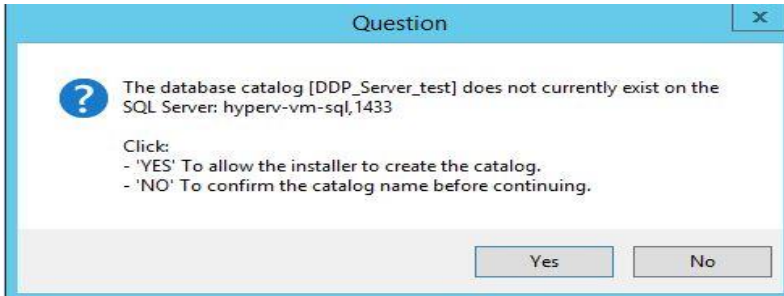 Question
x
?
The database catalog [DDP_Server_test] does not currently exist on the
SQL Server: hyperv-vm-sql,1433
Click:
- 'YES' To allow the installer to create the catalog.
- 'NO' To confirm the catalog name before continuing.
Yes
No